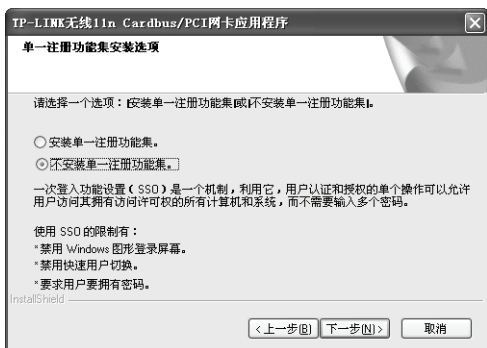 TP-LINK无线11n Cardbus/PCI网卡应用程序
单一注册功能集安装选项
请选择一个选项：[安装单一注册功能集]或[不安装单一注册功能集]。
安装单一注册功能集。
不安装单一注册功能集。
一次登入功能设置（SSO）是一个机制，利用它，用户认证和授权的单个操作可以允许
用户访问其拥有访问许可权的所有计算机和系统，而不需要输入多个密码。
使用 SSO 的限制有：
*禁用 Windows 图形登录屏幕。
*禁用快速用户切换。
*要求用户要拥有密码。
InstallShield
<上一步(B) 下一步(N)> 取消